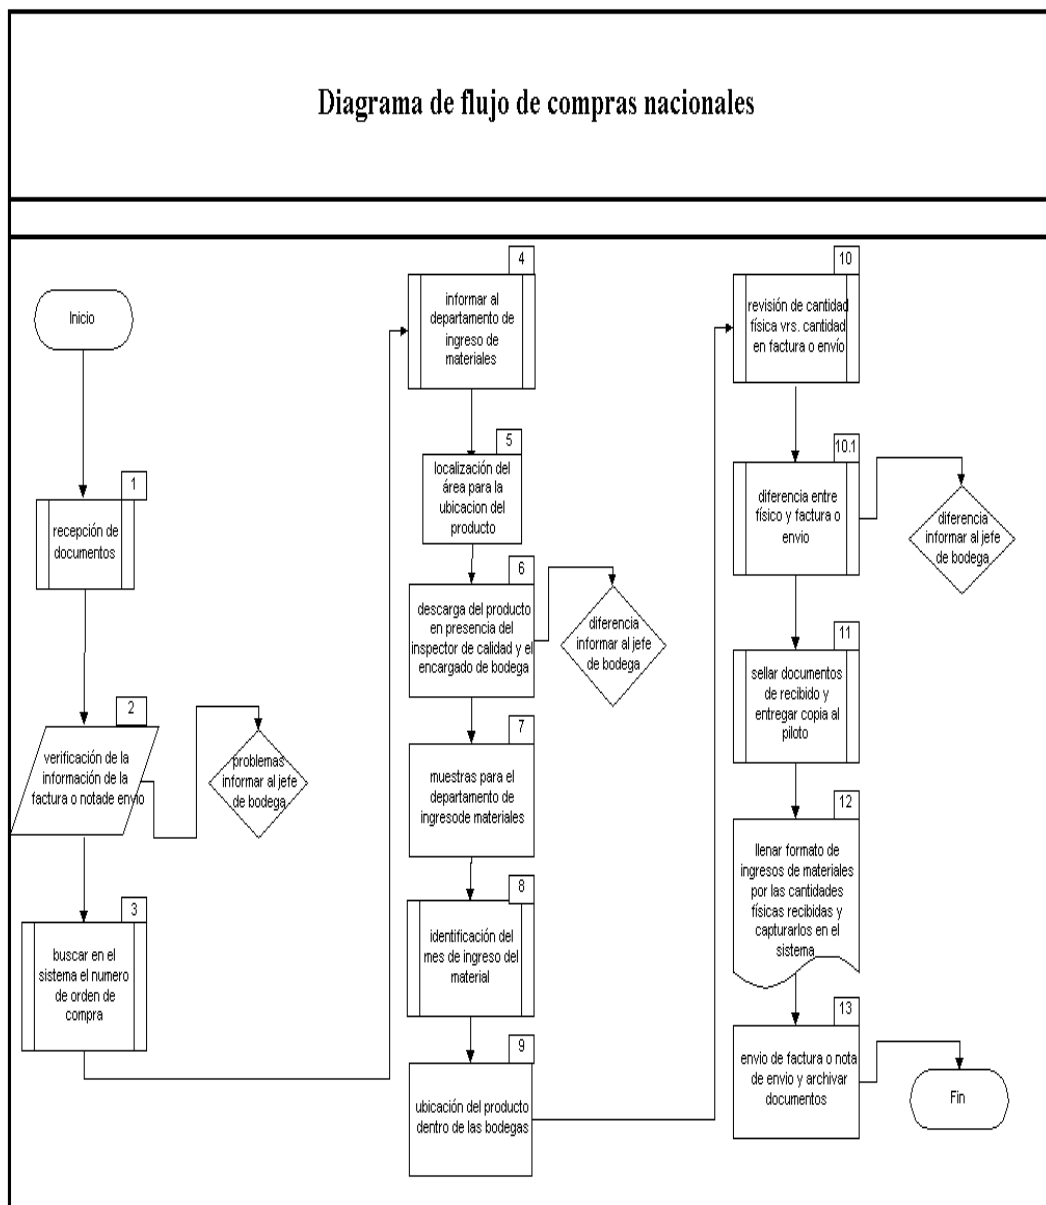 Diagrama de flujo de compras nacionales
Inicio
1
recepción de
documentos
2
verificación de la
información de la
factura o notade envio
problemas
informar al jefe
de bodega
3
buscar en el
sistema el numero
de orden de
compra
4
informar al
departamento de
ingreso de
materiales
5
localización del
área para la
ubicacion del
producto
6
descarga del producto
en presencia del
inspector de calidad y el
encargado de bodega
diferencia
informar al jefe
de bodega
7
muestras para el
departamento de
ingresode materiales
8
identificación del
mes de ingreso del
material
9
ubicación del producto
dentro de las bodegas
10
revisión de cantidad
física vrs. cantidad
en factura o envío
10.1
diferencia entre
físico y factura o
envio
diferencia
informar al jefe
de bodega
11
sellar documentos
de recibido y
entregar copia al
piloto
12
llenar formato de
ingresos de materiales
por las cantidades
físicas recibidas y
capturarlos en el
sistema
13
envio de factura o nota
de envio y archivar
documentos
Fin